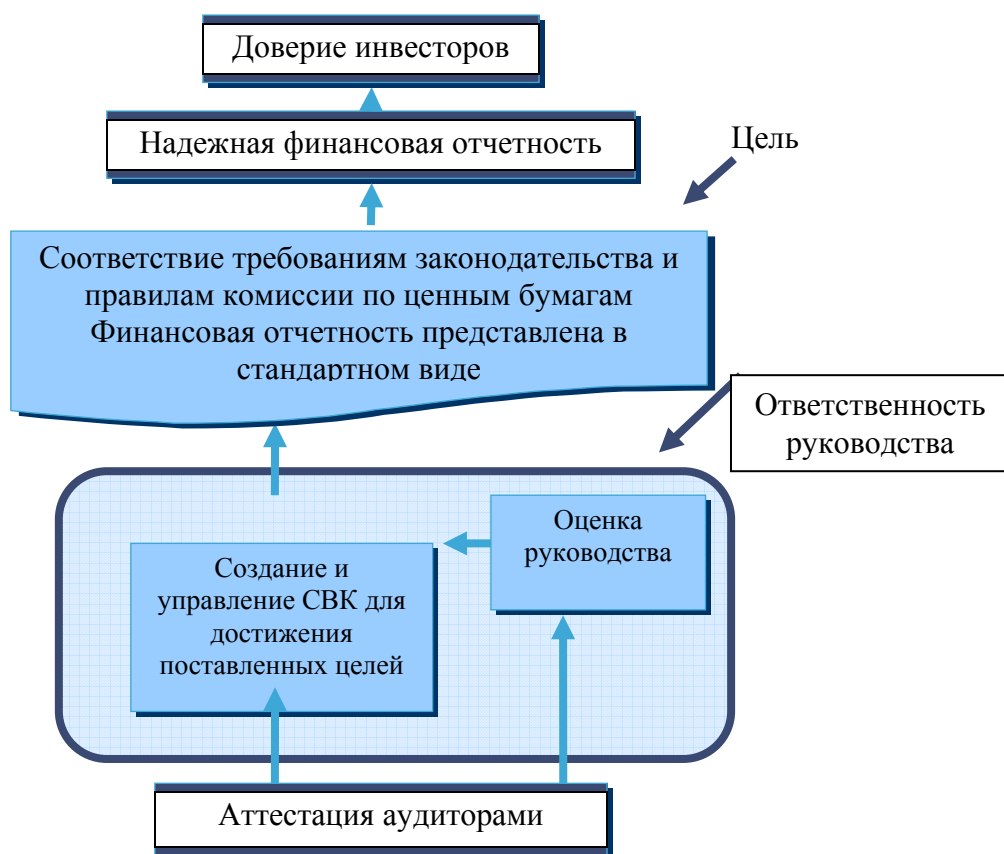 Доверие инвесторов
Надежная финансовая отчетность
Цель
Соответствие требованиям законодательства и
правилам комиссии по ценным бумагам
Финансовая отчетность представлена в
стандартном виде
Ответственность
руководства
Оценка
руководства
Создание и
управление СВК для
достижения
поставленных целей
Аттестация аудиторами